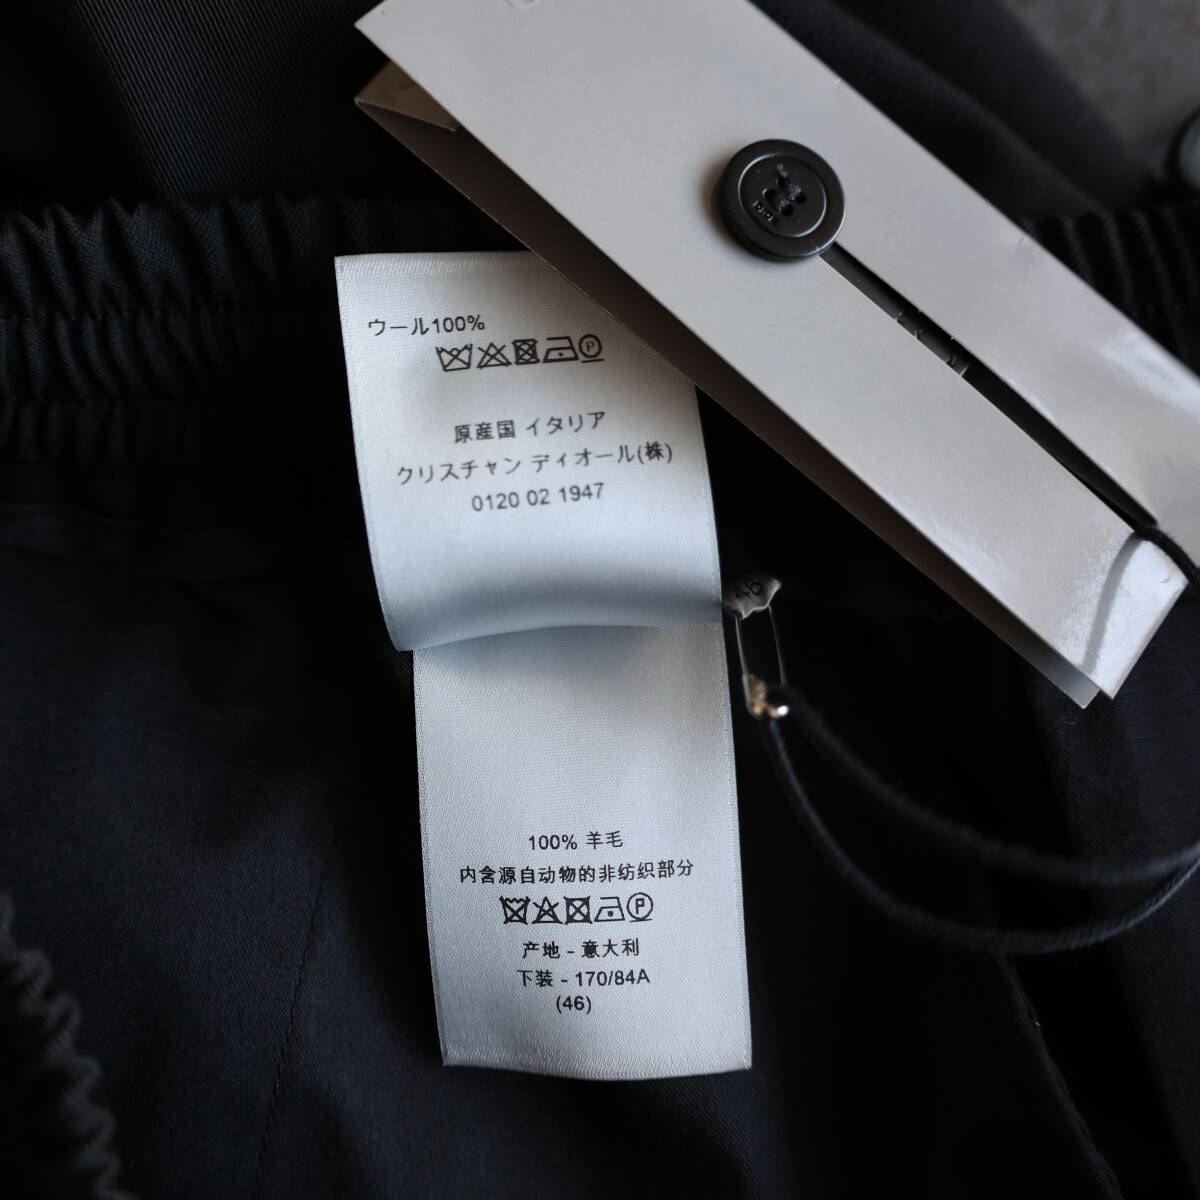 ウール100%
原産国 イタリア
クリスチャン ディオール(株)
0120 02 1947
46
100% 羊毛
内含源自动物的非纺织部分
产地 - 意大利
下装 - 170/84A
(46)